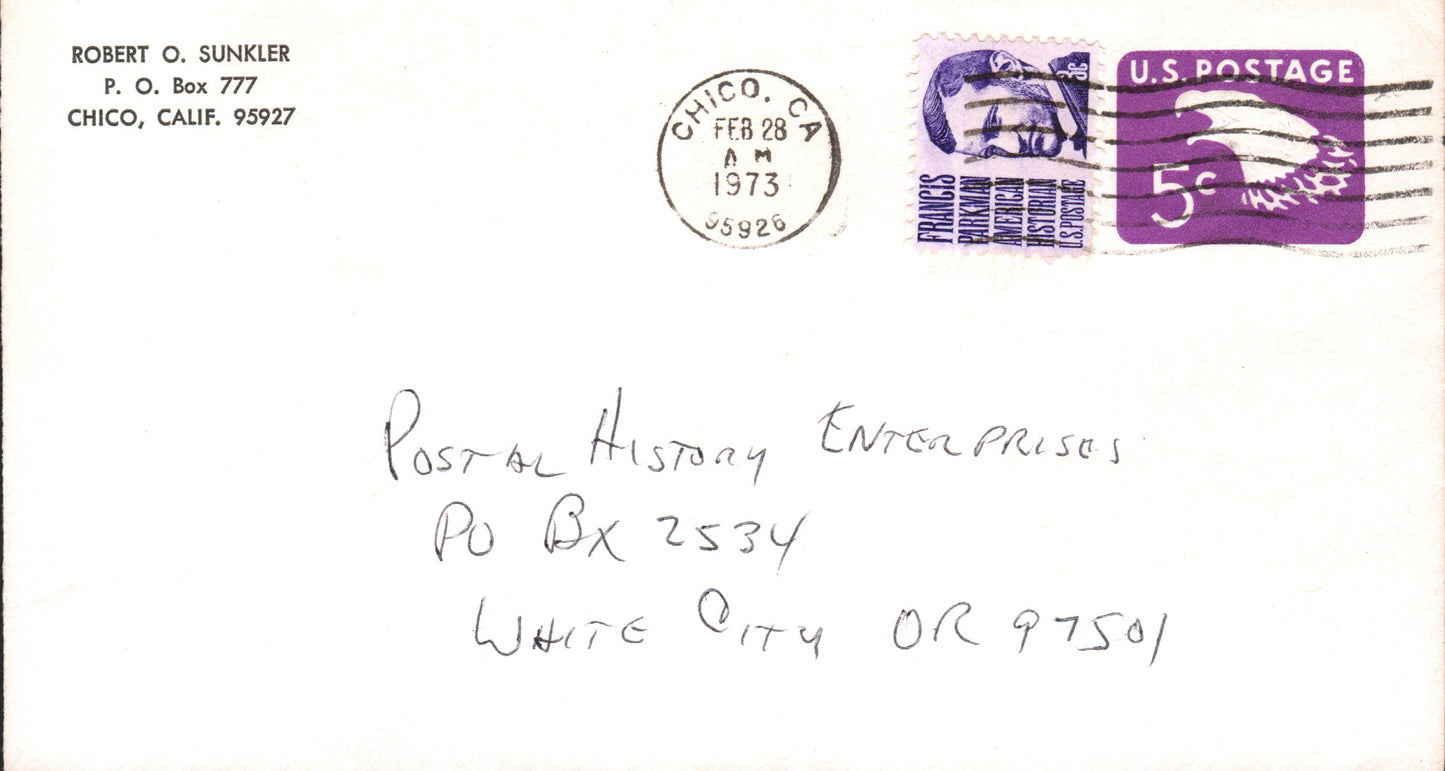 ROBERT O. SUNKLER
P. O. Box 777
CHICO, CALIF. 95927
CHICO, CA
FEB 28
AM
1973
95926
3¢
FRANCIS
PARKMAN
AMERICAN
HISTORIAN
U.S. POSTAGE
U.S. POSTAGE
5c
POSTAL HISTORY ENTERPRISES
PO BX 2534
WHITE CITY OR 97501